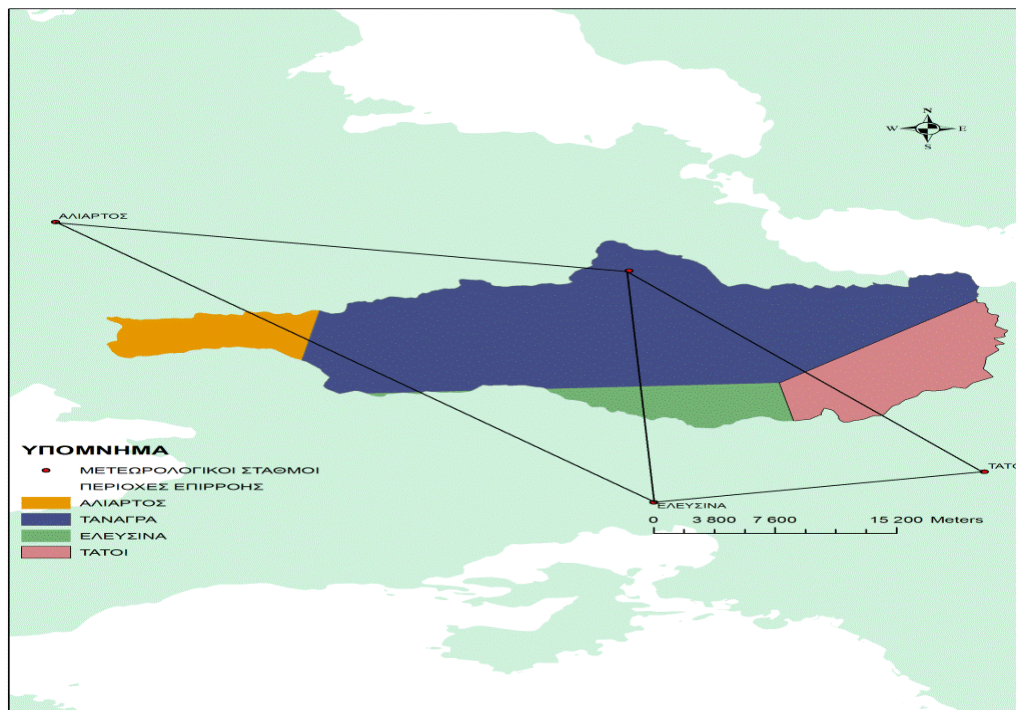 N
W E
S
ΑΛΙΑΡΤΟΣ
ΤΑΤΟΙ
ΕΛΕΥΣΙΝΑ
0 3 800 7 600 15 200 Meters
ΥΠΟΜΝΗΜΑ
ΜΕΤΕΩΡΟΛΟΓΙΚΟΙ ΣΤΑΘΜΟΙ
ΠΕΡΙΟΧΕΣ ΕΠΙΡΡΟΗΣ
ΑΛΙΑΡΤΟΣ
ΤΑΝΑΓΡΑ
ΕΛΕΥΣΙΝΑ
ΤΑΤΟΙ